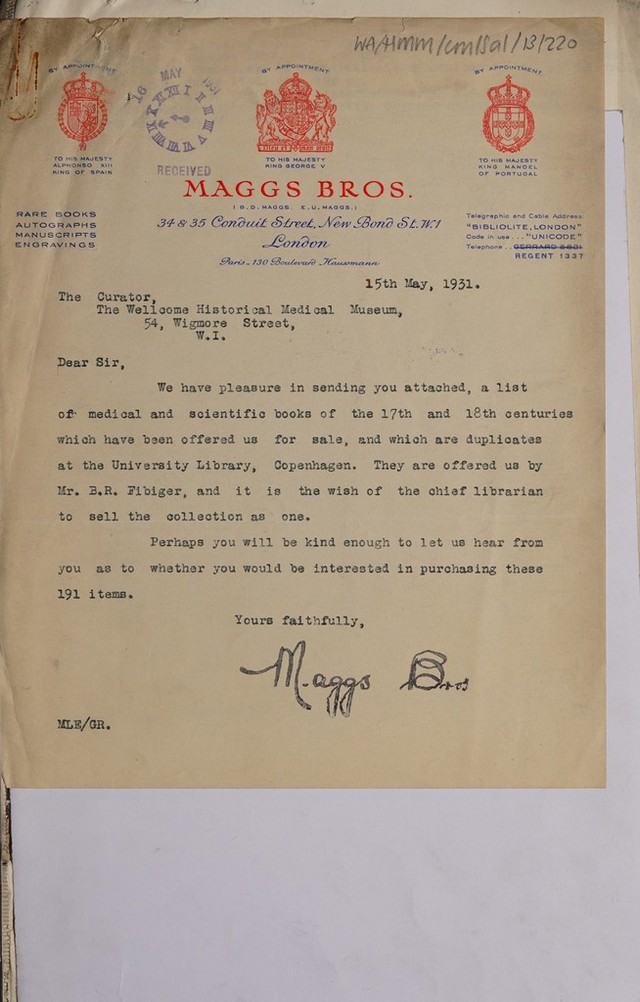 WA/HMM/CM/Sal/13/220
BY APPOINTMENT
TO HIS MAJESTY
ALPHONSO XIII
KING OF SPAIN
16 MAY 1931
RECEIVED
BY APPOINTMENT
TO HIS MAJESTY
KING GEORGE V
BY APPOINTMENT
TO HIS MAJESTY
KING MANOEL
OF PORTUGAL
MAGGS BROS.
( B. D. MAGGS. E. U. MAGGS. )
34 & 35 Conduit Street, New Bond St. W.1
London
Paris - 130 Boulevard Haussmann
RARE BOOKS
AUTOGRAPHS
MANUSCRIPTS
ENGRAVINGS
Telegraphic and Cable Address:
"BIBLIOLITE, LONDON"
Code in use ... "UNICODE"
Telephone .. GERRARD 5831
REGENT 1337
15th May, 1931.
The Curator,
The Wellcome Historical Medical Museum,
54, Wigmore Street,
W.I.
Dear Sir,
We have pleasure in sending you attached, a list
of medical and scientific books of the 17th and 18th centuries
which have been offered us for sale, and which are duplicates
at the University Library, Copenhagen. They are offered us by
Mr. B.R. Fibiger, and it is the wish of the chief librarian
to sell the collection as one.
Perhaps you will be kind enough to let us hear from
you as to whether you would be interested in purchasing these
191 items.
Yours faithfully,
Maggs Bros
MLE/GR.